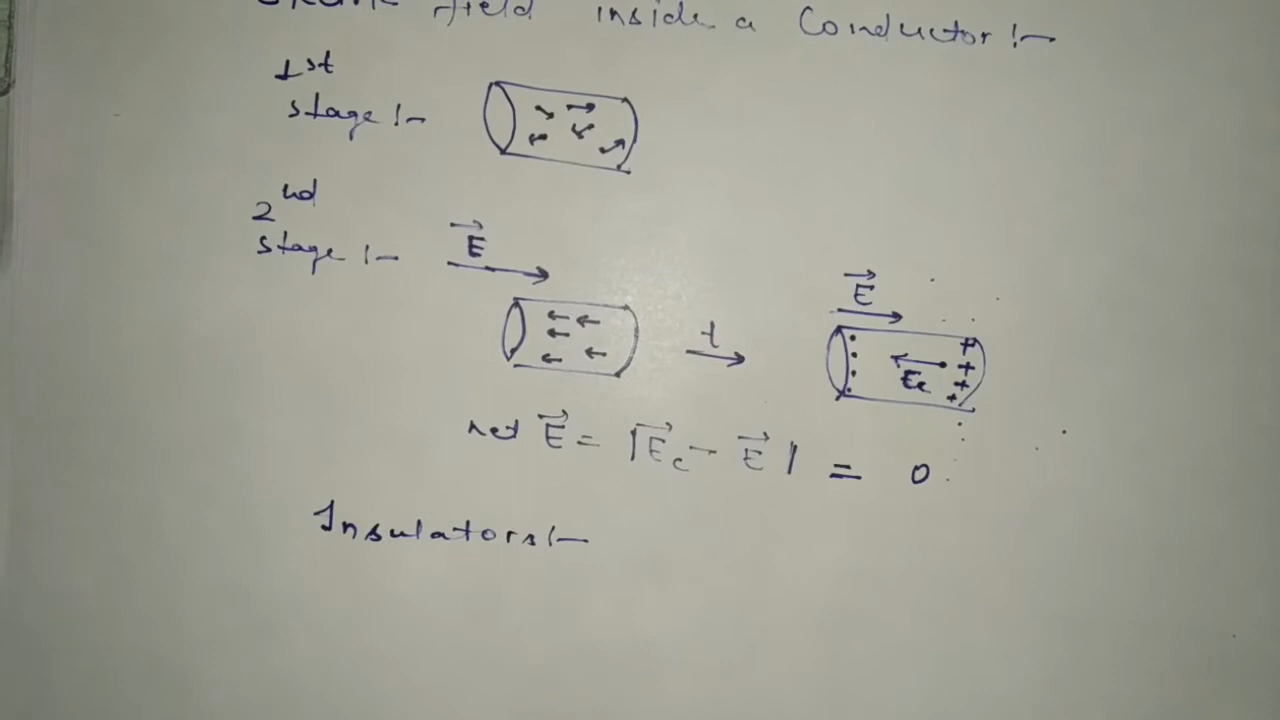 field inside a Conductor :-
1st
stage :-
2nd
stage :-
E
t
E
Ec
+ + + +
net E = |Ec - E| = 0
Insulators :-